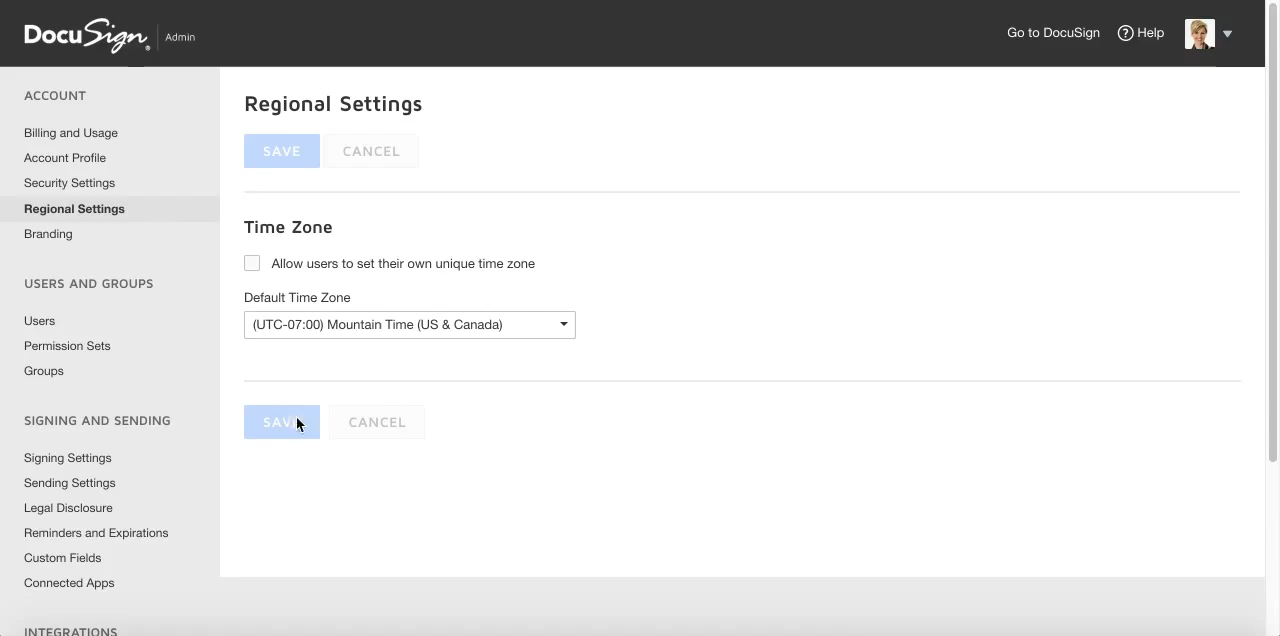 DocuSign® Admin
Go to DocuSign ? Help
ACCOUNT
Billing and Usage
Account Profile
Security Settings
Regional Settings
Branding
USERS AND GROUPS
Users
Permission Sets
Groups
SIGNING AND SENDING
Signing Settings
Sending Settings
Legal Disclosure
Reminders and Expirations
Custom Fields
Connected Apps
INTEGRATIONS
Regional Settings
SAVE CANCEL
Time Zone
Allow users to set their own unique time zone
Default Time Zone
(UTC-07:00) Mountain Time (US & Canada)
SAVE CANCEL